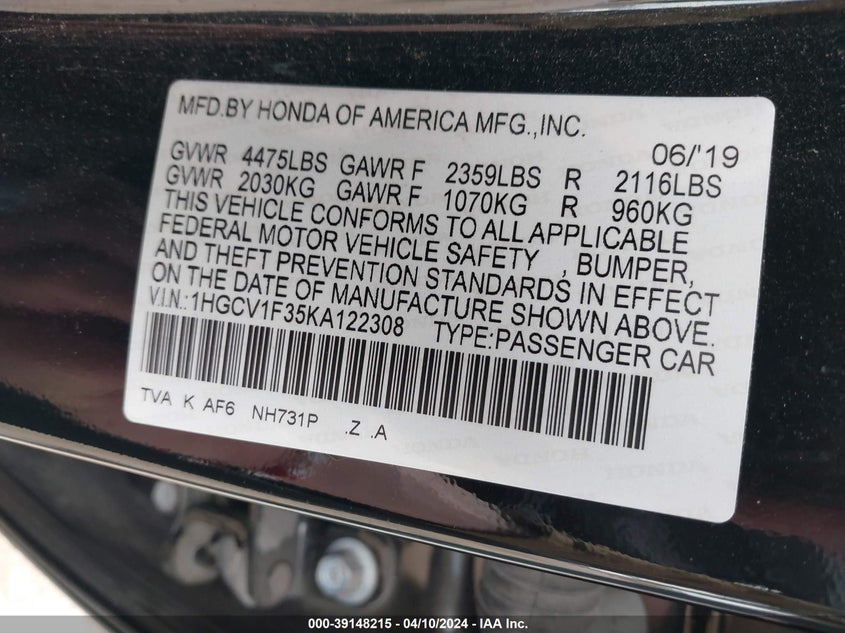 MFD.BY HONDA OF AMERICA MFG.,INC.
06/'19
GVWR 4475LBS GAWR F 2359LBS R 2116LBS
GVWR 2030KG GAWR F 1070KG R 960KG
THIS VEHICLE CONFORMS TO ALL APPLICABLE
FEDERAL MOTOR VEHICLE SAFETY , BUMPER,
AND THEFT PREVENTION STANDARDS IN EFFECT
ON THE DATE OF MANUFACTURE SHOWN ABOVE.
V.I.N.:1HGCV1F35KA122308 TYPE:PASSENGER CAR
TVA K AF6 NH731P .Z .A
000-39148215 - 04/10/2024 - IAA Inc.